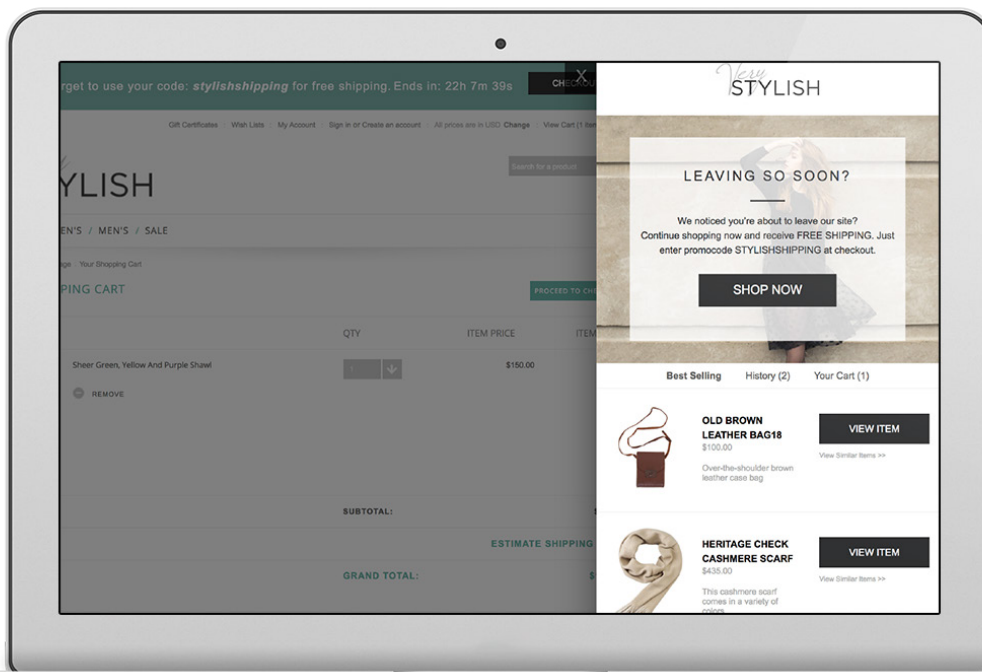 rget to use your code: stylishshipping for free shipping. Ends in: 22h 7m 39s
X
Gift Certificates Wish Lists My Account Sign in or Create an account All prices are in USD Change View Cart (1
Search for a product
YLISH
EN'S / MEN'S / SALE
Your Shopping Cart
PING CART
PROCEED TO CHE
QTY ITEM PRICE ITEM
Sheer Green, Yellow And Purple Shawl 1 $150.00
REMOVE
SUBTOTAL:
ESTIMATE SHIPPING
GRAND TOTAL:
Very
STYLISH
LEAVING SO SOON?
We noticed you're about to leave our site?
Continue shopping now and receive FREE SHIPPING. Just
enter promocode STYLISHSHIPPING at checkout.
SHOP NOW
Best Selling History (2) Your Cart (1)
OLD BROWN
LEATHER BAG18
$100.00
Over-the-shoulder brown
leather case bag
VIEW ITEM
View Similar Items >>
HERITAGE CHECK
CASHMERE SCARF
$435.00
This cashmere scarf
comes in a variety of
colors
VIEW ITEM
View Similar Items >>